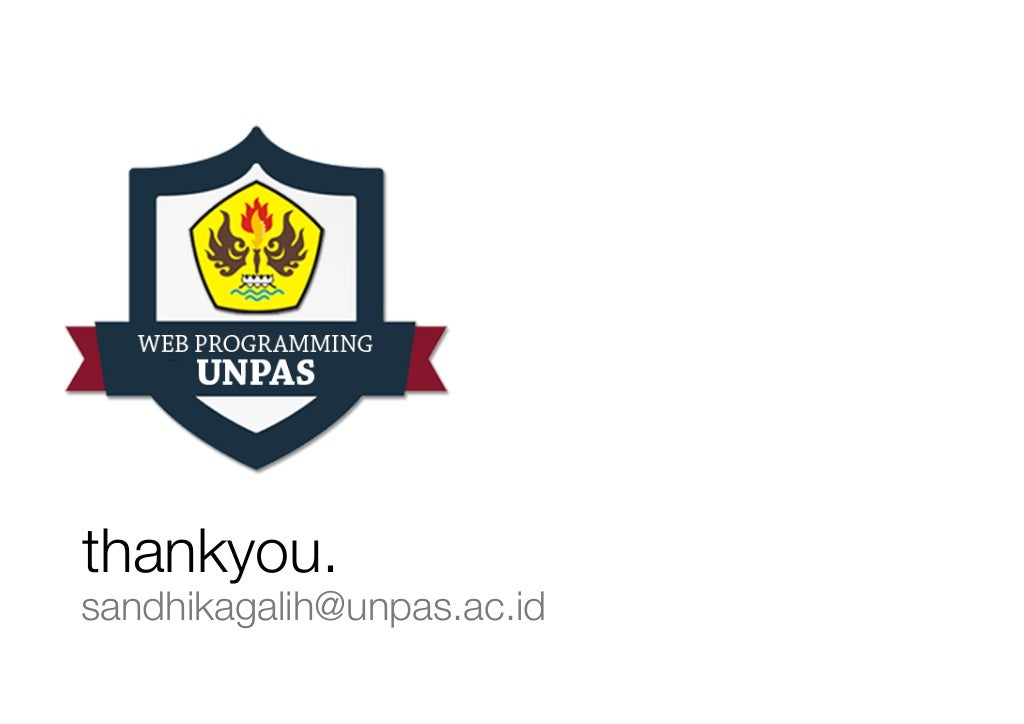 WEB PROGRAMMING
UNPAS
thankyou.
sandhikagalih@unpas.ac.id